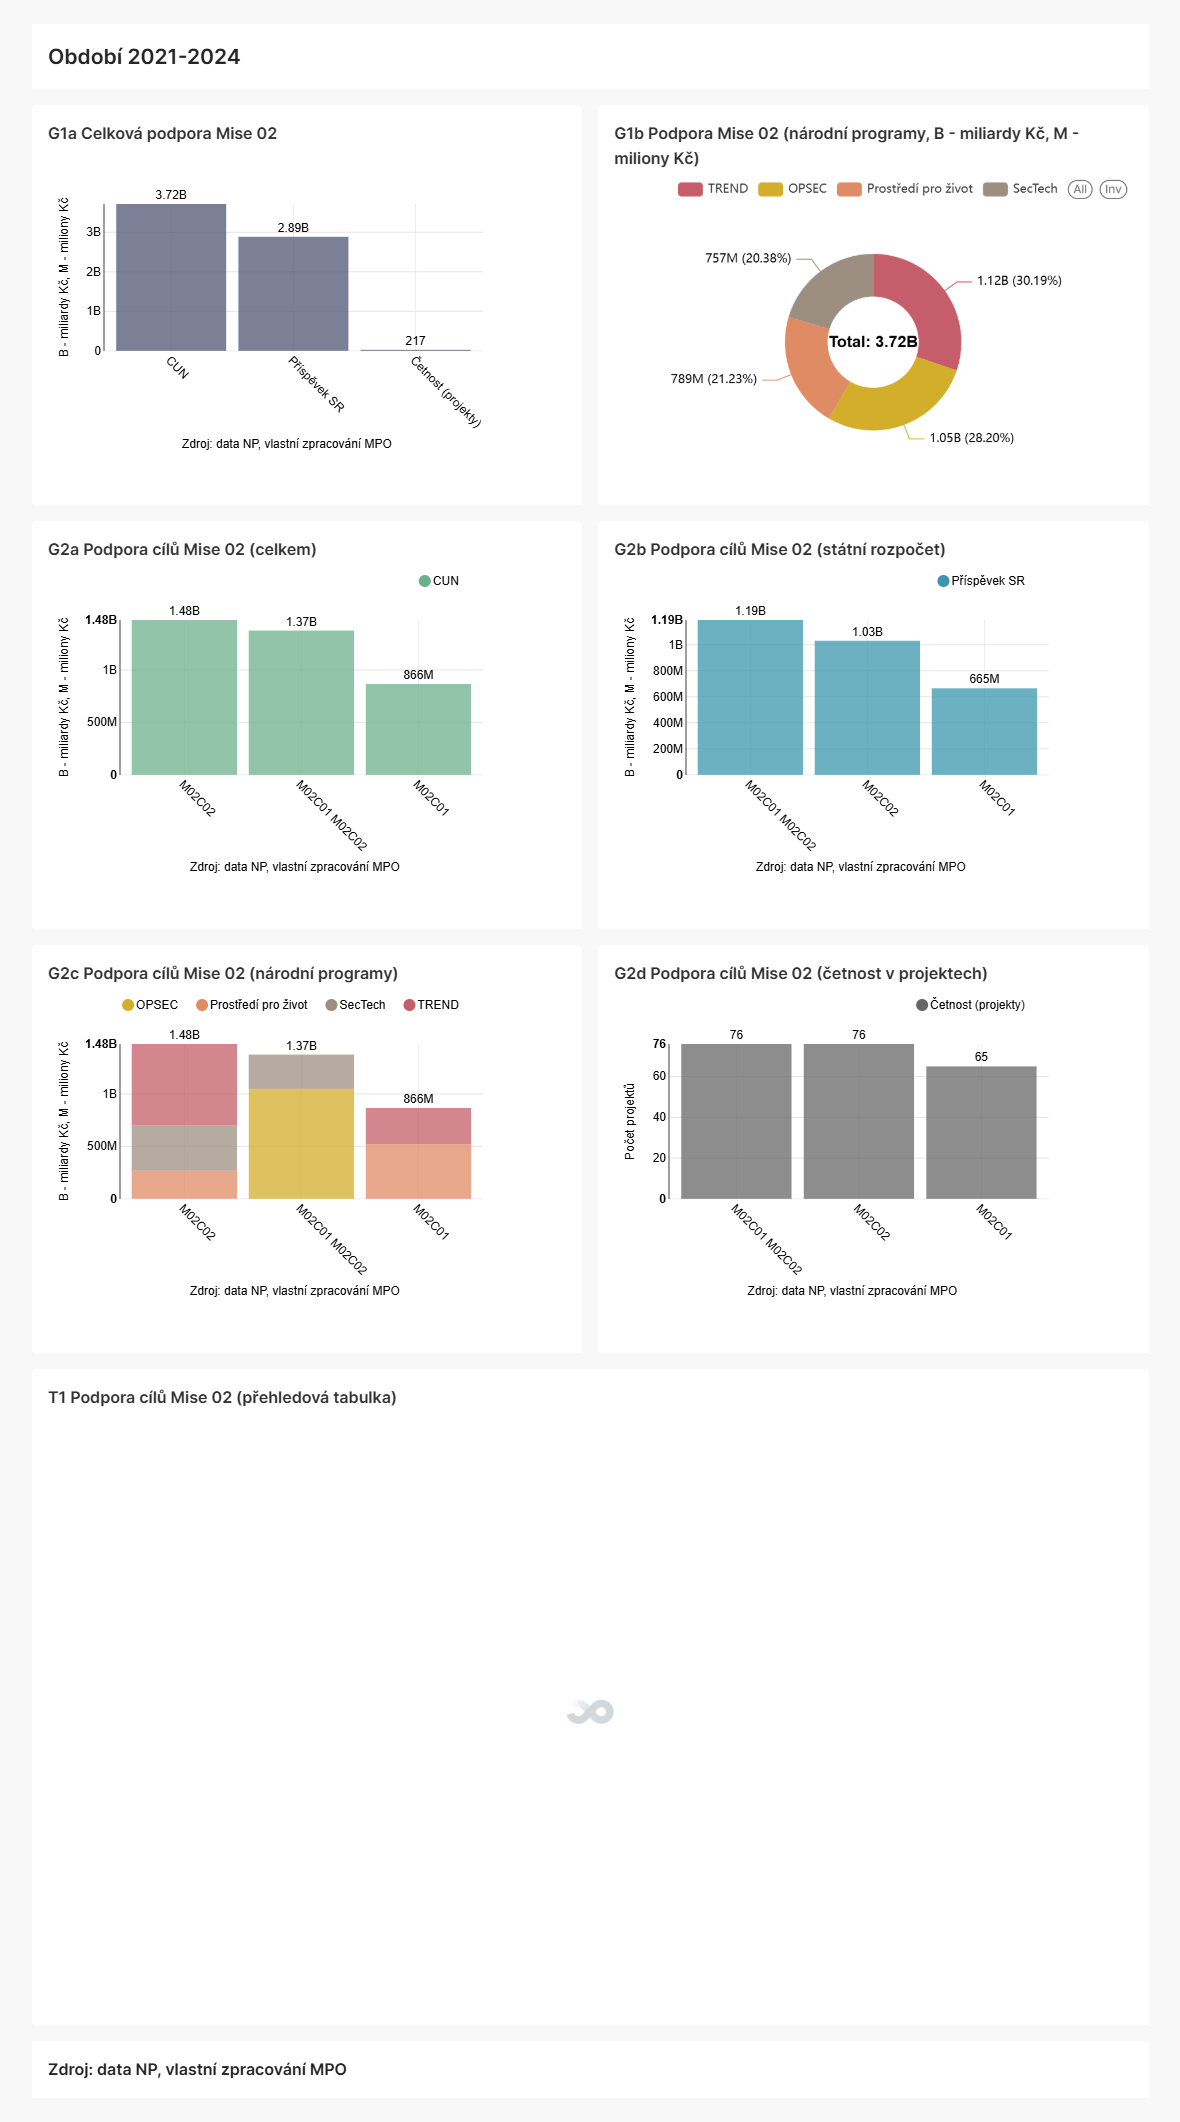 Období 2021-2024
G1a Celková podpora Mise 02
B - miliardy Kč, M - miliony Kč
3B
2B
1B
0
3.72B
2.89B
217
CUN
Příspěvek SR
Četnost (projekty)
Zdroj: data NP, vlastní zpracování MPO
G1b Podpora Mise 02 (národní programy, B - miliardy Kč, M -
miliony Kč)
TREND OPSEC Prostředí pro život SecTech All Inv
757M (20.38%)
1.12B (30.19%)
Total: 3.72B
789M (21.23%)
1.05B (28.20%)
G2a Podpora cílů Mise 02 (celkem)
CUN
B - miliardy Kč, M - miliony Kč
1.48B
1B
500M
0
1.48B
1.37B
866M
M02C02
M02C01 M02C02
M02C01
Zdroj: data NP, vlastní zpracování MPO
G2b Podpora cílů Mise 02 (státní rozpočet)
Příspěvek SR
B - miliardy Kč, M - miliony Kč
1.19B
1B
800M
600M
400M
200M
0
1.19B
1.03B
665M
M02C01 M02C02
M02C02
M02C01
Zdroj: data NP, vlastní zpracování MPO
G2c Podpora cílů Mise 02 (národní programy)
OPSEC Prostředí pro život SecTech TREND
B - miliardy Kč, M - miliony Kč
1.48B
1B
500M
0
1.48B
1.37B
866M
M02C02
M02C01 M02C02
M02C01
Zdroj: data NP, vlastní zpracování MPO
G2d Podpora cílů Mise 02 (četnost v projektech)
Četnost (projekty)
Počet projektů
76
60
40
20
0
76
76
65
M02C01 M02C02
M02C02
M02C01
Zdroj: data NP, vlastní zpracování MPO
T1 Podpora cílů Mise 02 (přehledová tabulka)
Zdroj: data NP, vlastní zpracování MPO